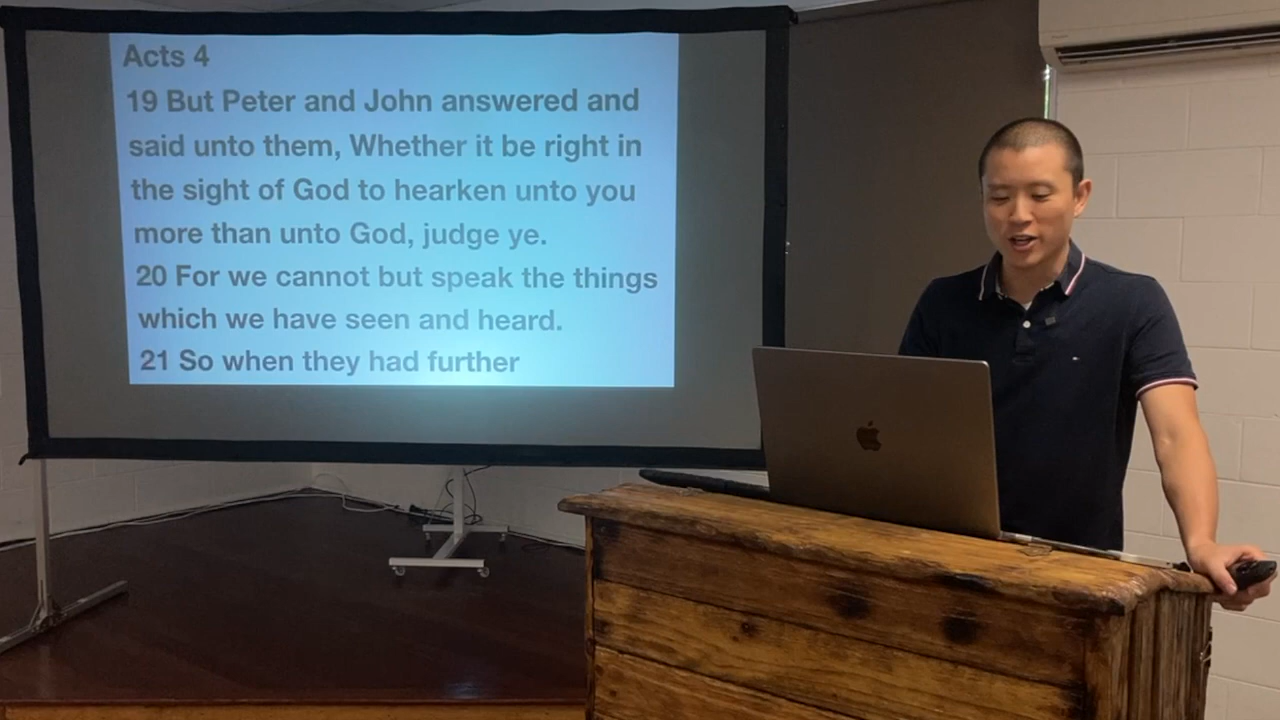 Acts 4
19 But Peter and John answered and
said unto them, Whether it be right in
the sight of God to hearken unto you
more than unto God, judge ye.
20 For we cannot but speak the things
which we have seen and heard.
21 So when they had further